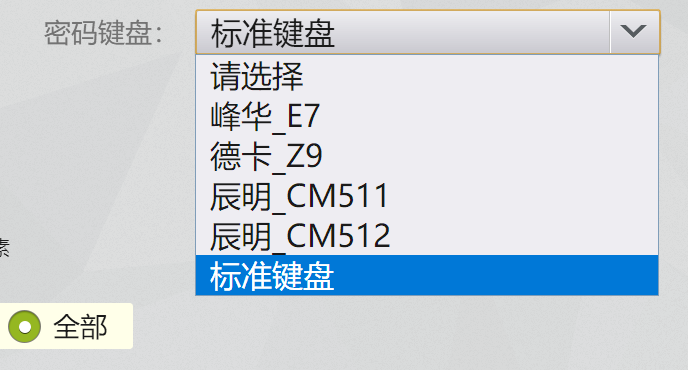 密码键盘：
标准键盘
请选择
峰华_E7
德卡_Z9
辰明_CM511
辰明_CM512
标准键盘
素
全部